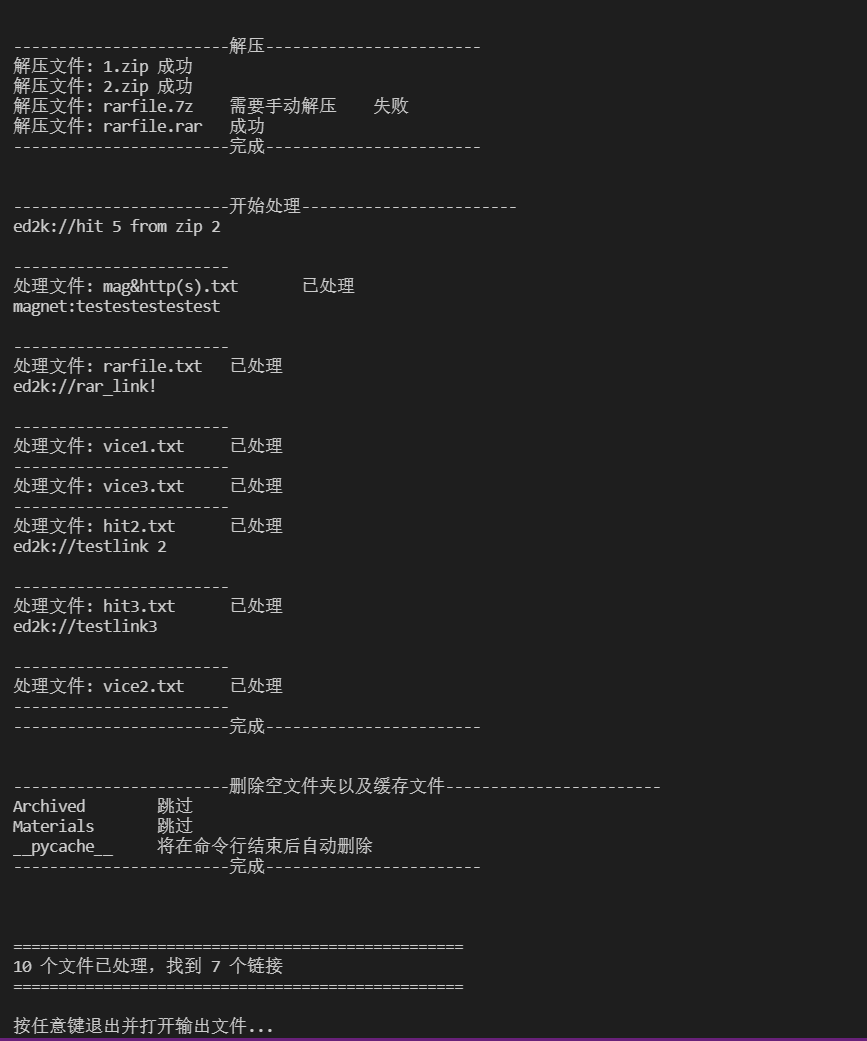 ------------------------解压------------------------
解压文件: 1.zip 成功
解压文件: 2.zip 成功
解压文件: rarfile.7z    需要手动解压    失败
解压文件: rarfile.rar   成功
------------------------完成------------------------
------------------------开始处理------------------------
ed2k://hit 5 from zip 2
------------------------
处理文件: mag&http(s).txt       已处理
magnet:testestestestest
------------------------
处理文件: rarfile.txt   已处理
ed2k://rar_link!
------------------------
处理文件: vice1.txt     已处理
------------------------
处理文件: vice3.txt     已处理
------------------------
处理文件: hit2.txt      已处理
ed2k://testlink 2
------------------------
处理文件: hit3.txt      已处理
ed2k://testlink3
------------------------
处理文件: vice2.txt     已处理
------------------------
------------------------完成------------------------
------------------------删除空文件夹以及缓存文件------------------------
Archived        跳过
Materials       跳过
__pycache__     将在命令行结束后自动删除
------------------------完成------------------------
==================================================
10 个文件已处理，找到 7 个链接
==================================================
按任意键退出并打开输出文件...